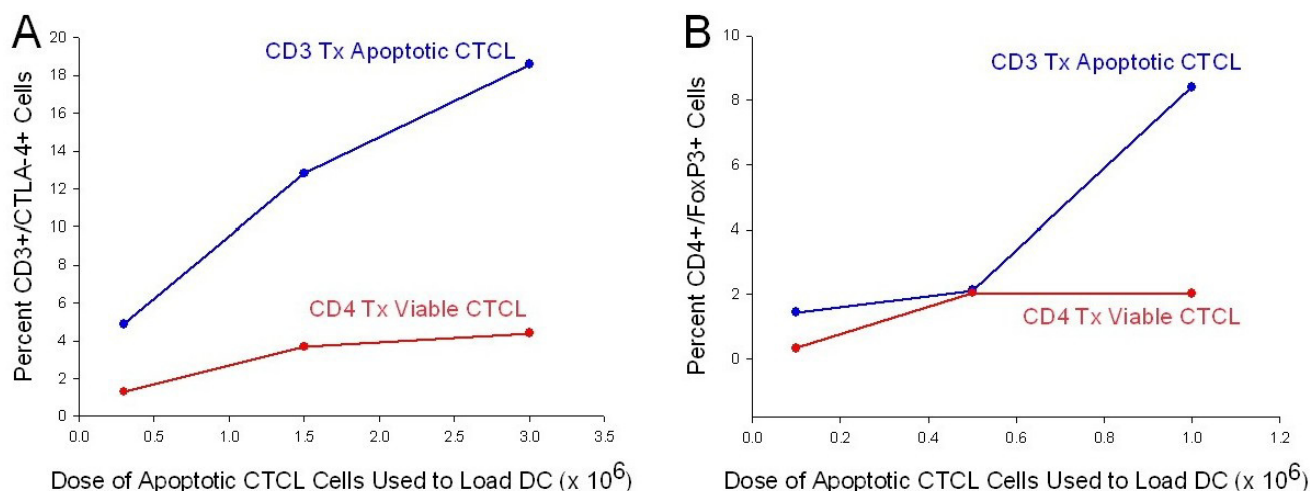 A
Percent CD3+/CTLA-4+ Cells
20
18
16
14
12
10
8
6
4
2
0
CD3 Tx Apoptotic CTCL
CD4 Tx Viable CTCL
0.0 0.5 1.0 1.5 2.0 2.5 3.0 3.5
Dose of Apoptotic CTCL Cells Used to Load DC (x 10⁶)
B
Percent CD4+/FoxP3+ Cells
10
8
6
4
2
0
CD3 Tx Apoptotic CTCL
CD4 Tx Viable CTCL
0.0 0.2 0.4 0.6 0.8 1.0 1.2
Dose of Apoptotic CTCL Cells Used to Load DC (x 10⁶)